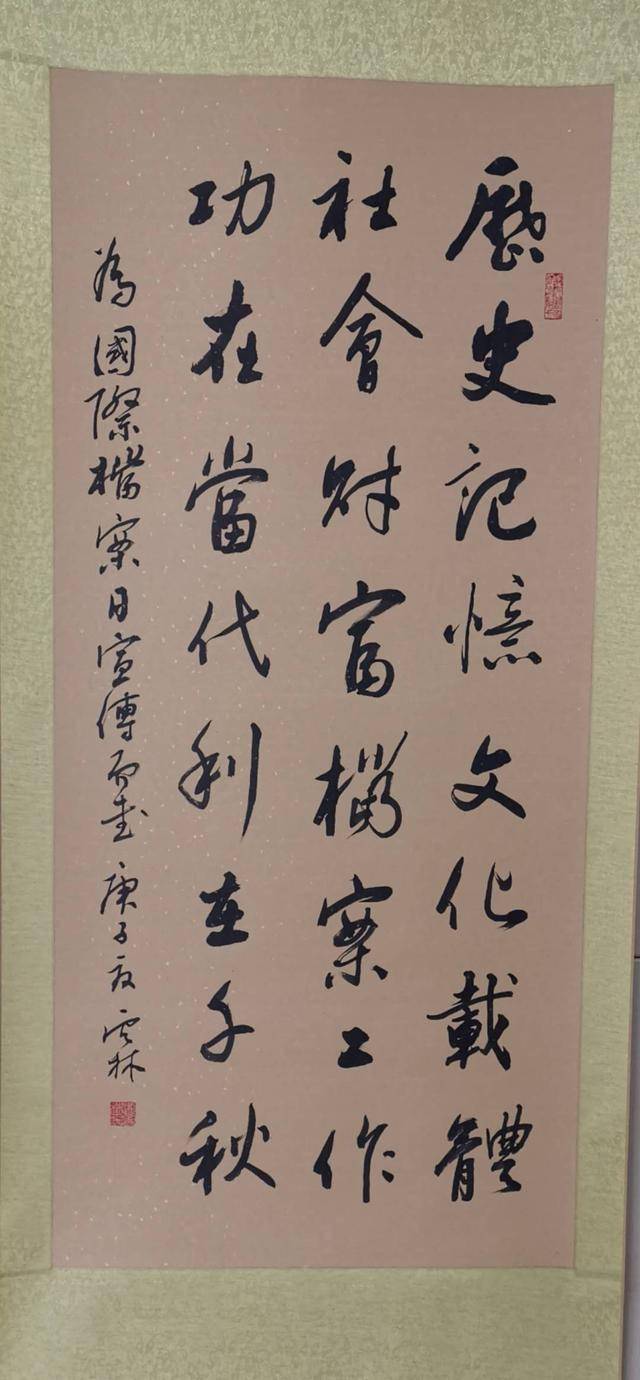 歷史記憶文化載體
社會財富檔案工作
功在當代利在千秋
為國際檔案日宣傳而書庚子夏雲林